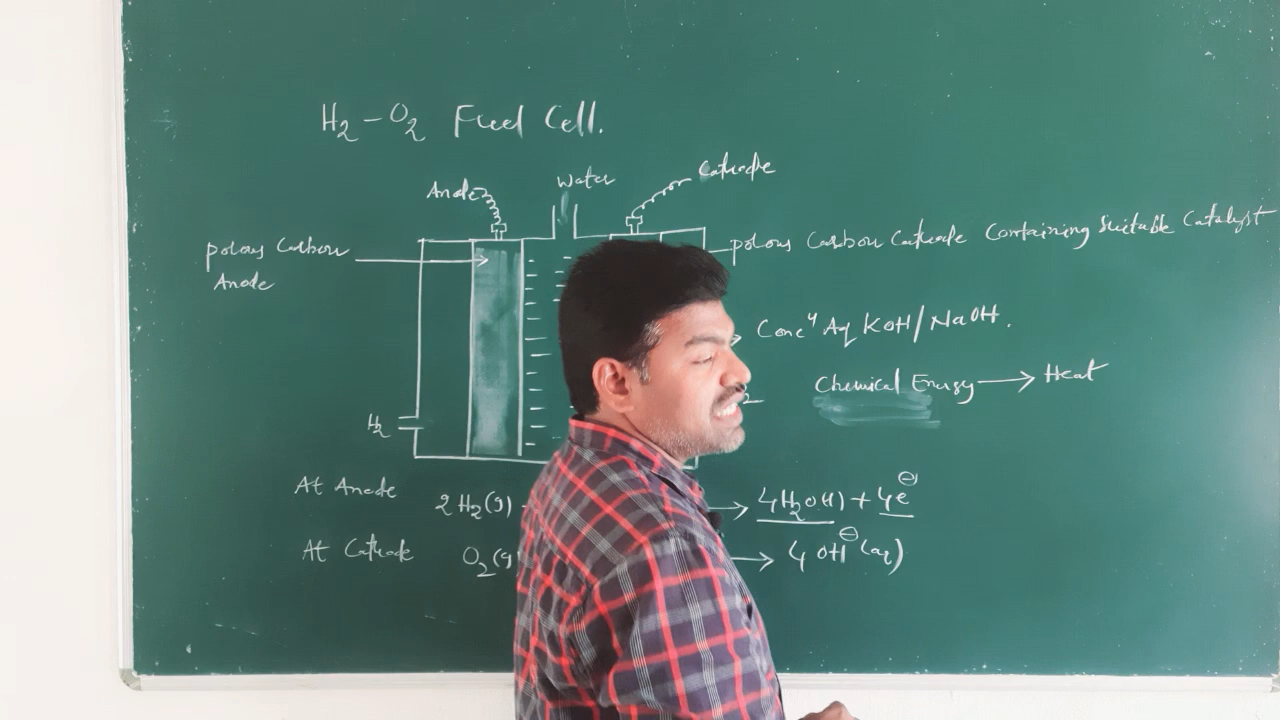 H2 - O2 Fuel Cell.
Anode
Water
Cathode
porous Carbon
Anode
porous Carbon Cathode Containing Suitable Catalyst
Conc Aq KOH/NaOH.
Chemical Energy → Heat
H2
At Anode 2H2(g) → 4H2O(l) + 4e⊖
At Cathode O2(g → 4OH⊖(aq)